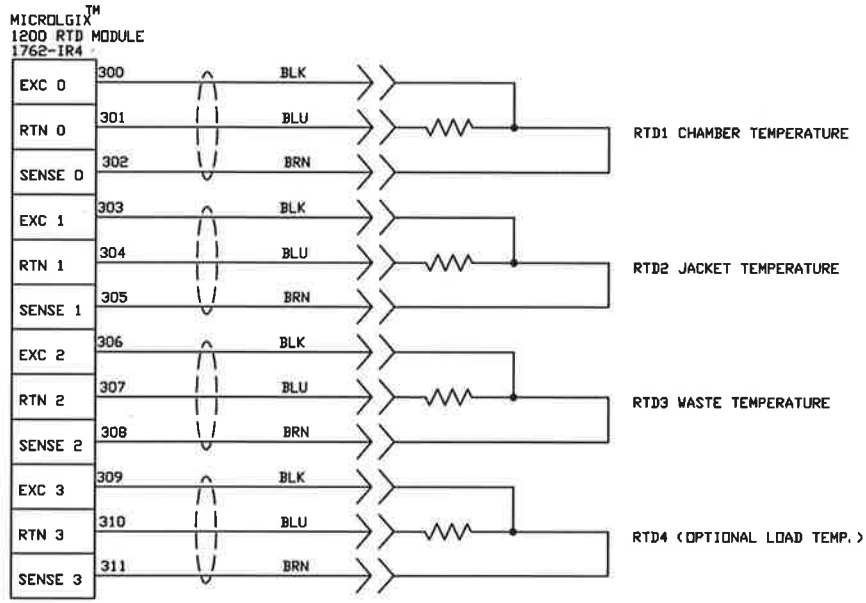 MICROLGIX™
1200 RTD MODULE
1762-IR4
EXC 0 300 BLK
RTN 0 301 BLU RTD1 CHAMBER TEMPERATURE
SENSE 0 302 BRN
EXC 1 303 BLK
RTN 1 304 BLU RTD2 JACKET TEMPERATURE
SENSE 1 305 BRN
EXC 2 306 BLK
RTN 2 307 BLU RTD3 WASTE TEMPERATURE
SENSE 2 308 BRN
EXC 3 309 BLK
RTN 3 310 BLU RTD4 (OPTIONAL LOAD TEMP.)
SENSE 3 311 BRN